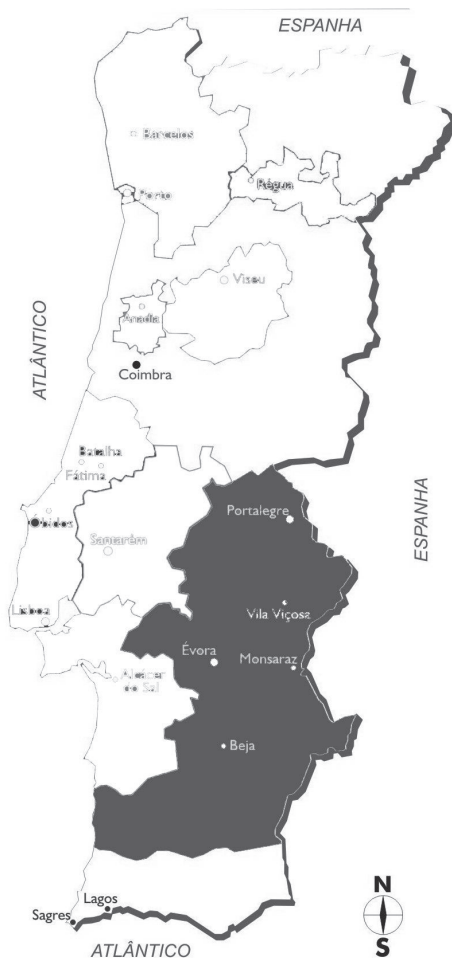 ESPANHA
Barcelos
Régua
Porto
Viseu
Anadia
ATLÂNTICO
Coimbra
Batalha
Fátima
ESPANHA
Portalegre
Óbidos
Santarém
Vila Viçosa
Lisboa
Évora
Monsaraz
Alcácer
do Sal
Beja
N
Lagos
Sagres
S
ATLÂNTICO